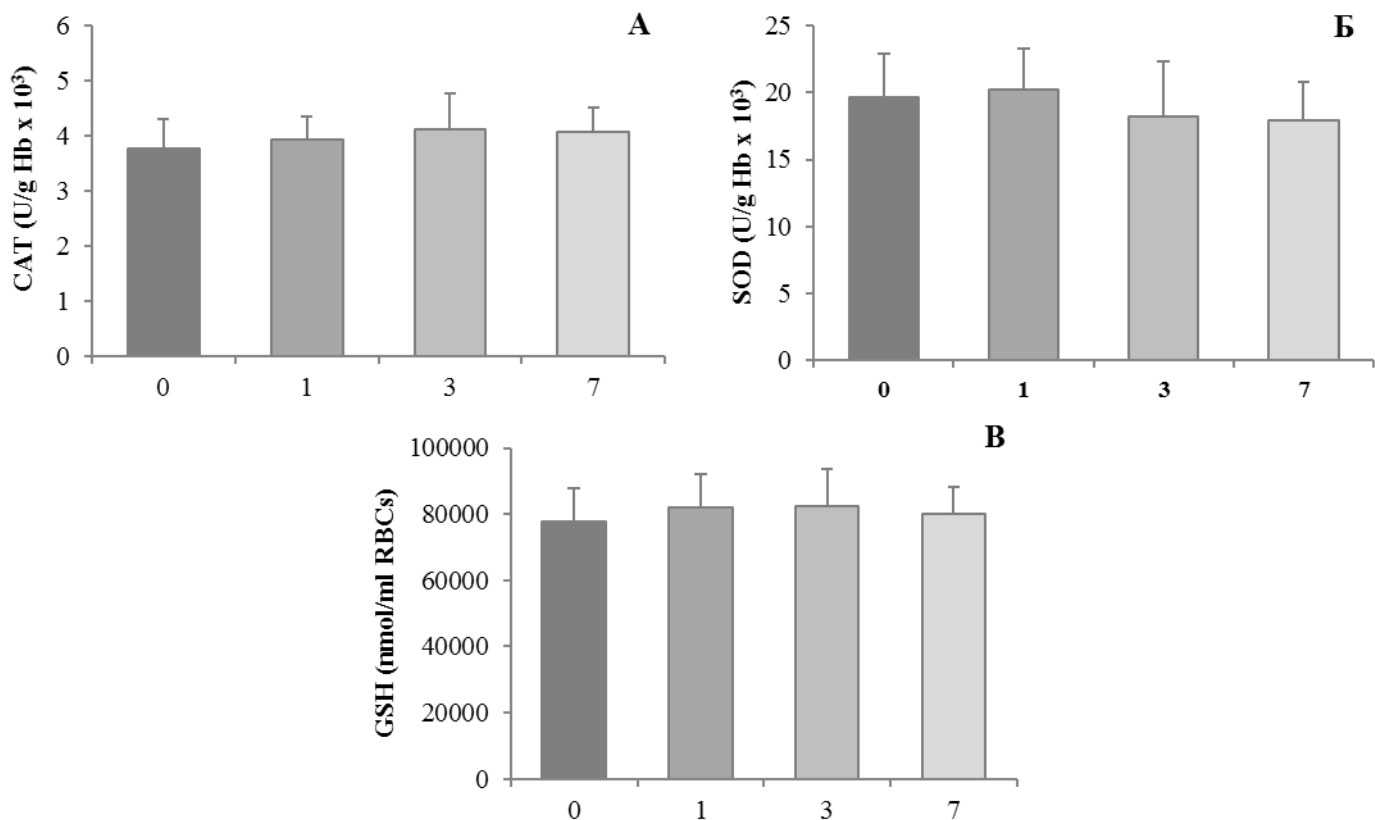 А
CAT (U/g Hb x 10³)
6
5
4
3
2
1
0
0 1 3 7
Б
SOD (U/g Hb x 10³)
25
20
15
10
5
0
0 1 3 7
В
GSH (nmol/ml RBCs)
100000
80000
60000
40000
20000
0
0 1 3 7